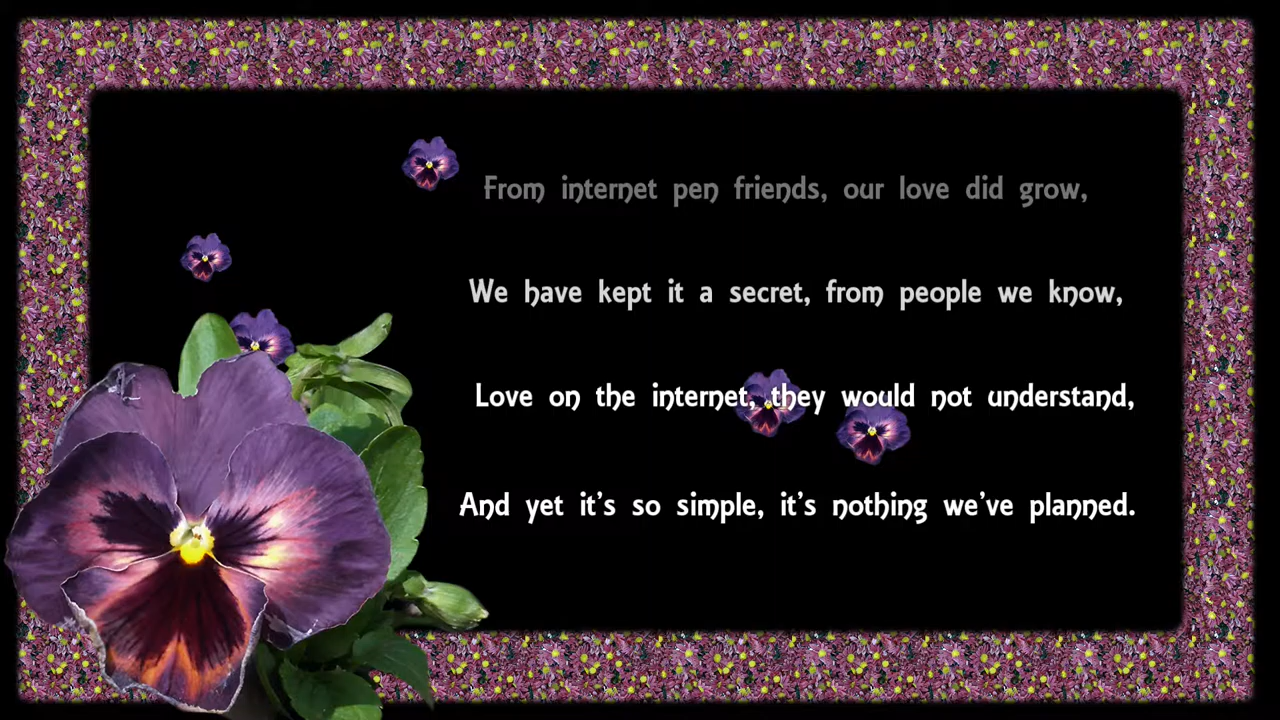 From internet pen friends, our love did grow,
We have kept it a secret, from people we know,
Love on the internet, they would not understand,
And yet it's so simple, it's nothing we've planned.